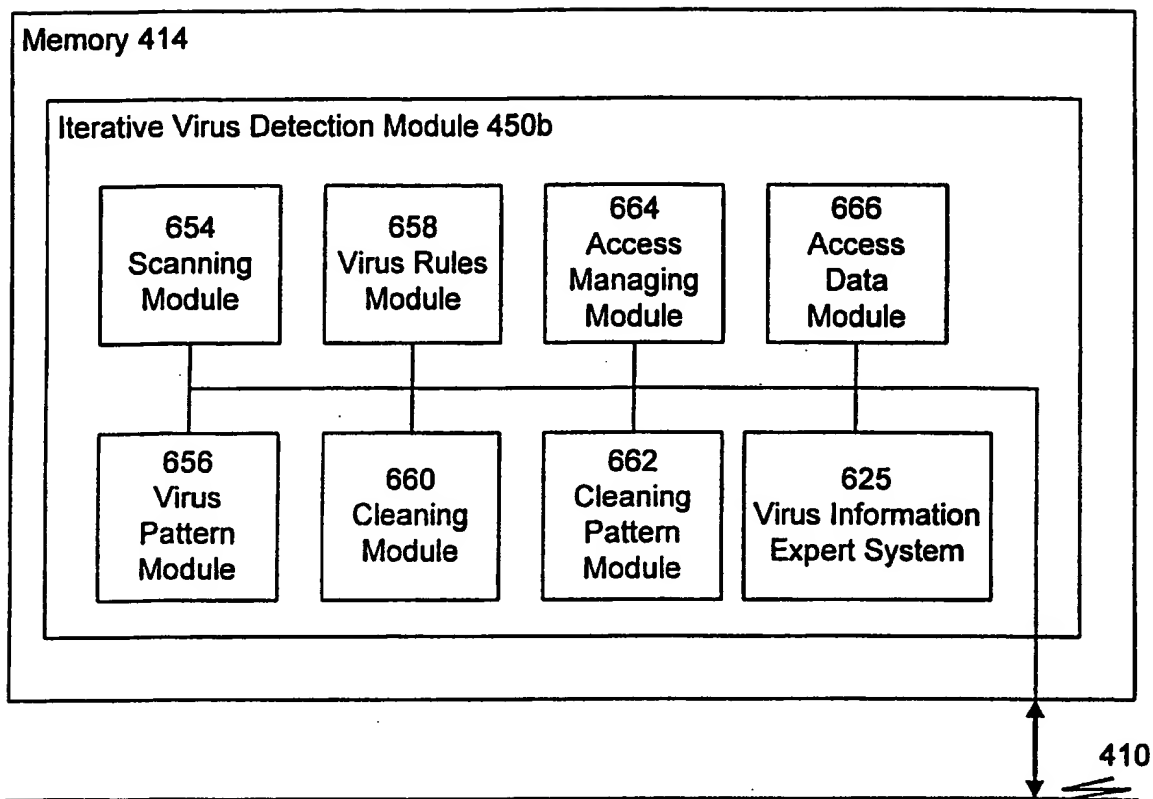 Memory 414
Iterative Virus Detection Module 450b
654
Scanning
Module
658
Virus Rules
Module
664
Access
Managing
Module
666
Access
Data
Module
656
Virus
Pattern
Module
660
Cleaning
Module
662
Cleaning
Pattern
Module
625
Virus Information
Expert System
410